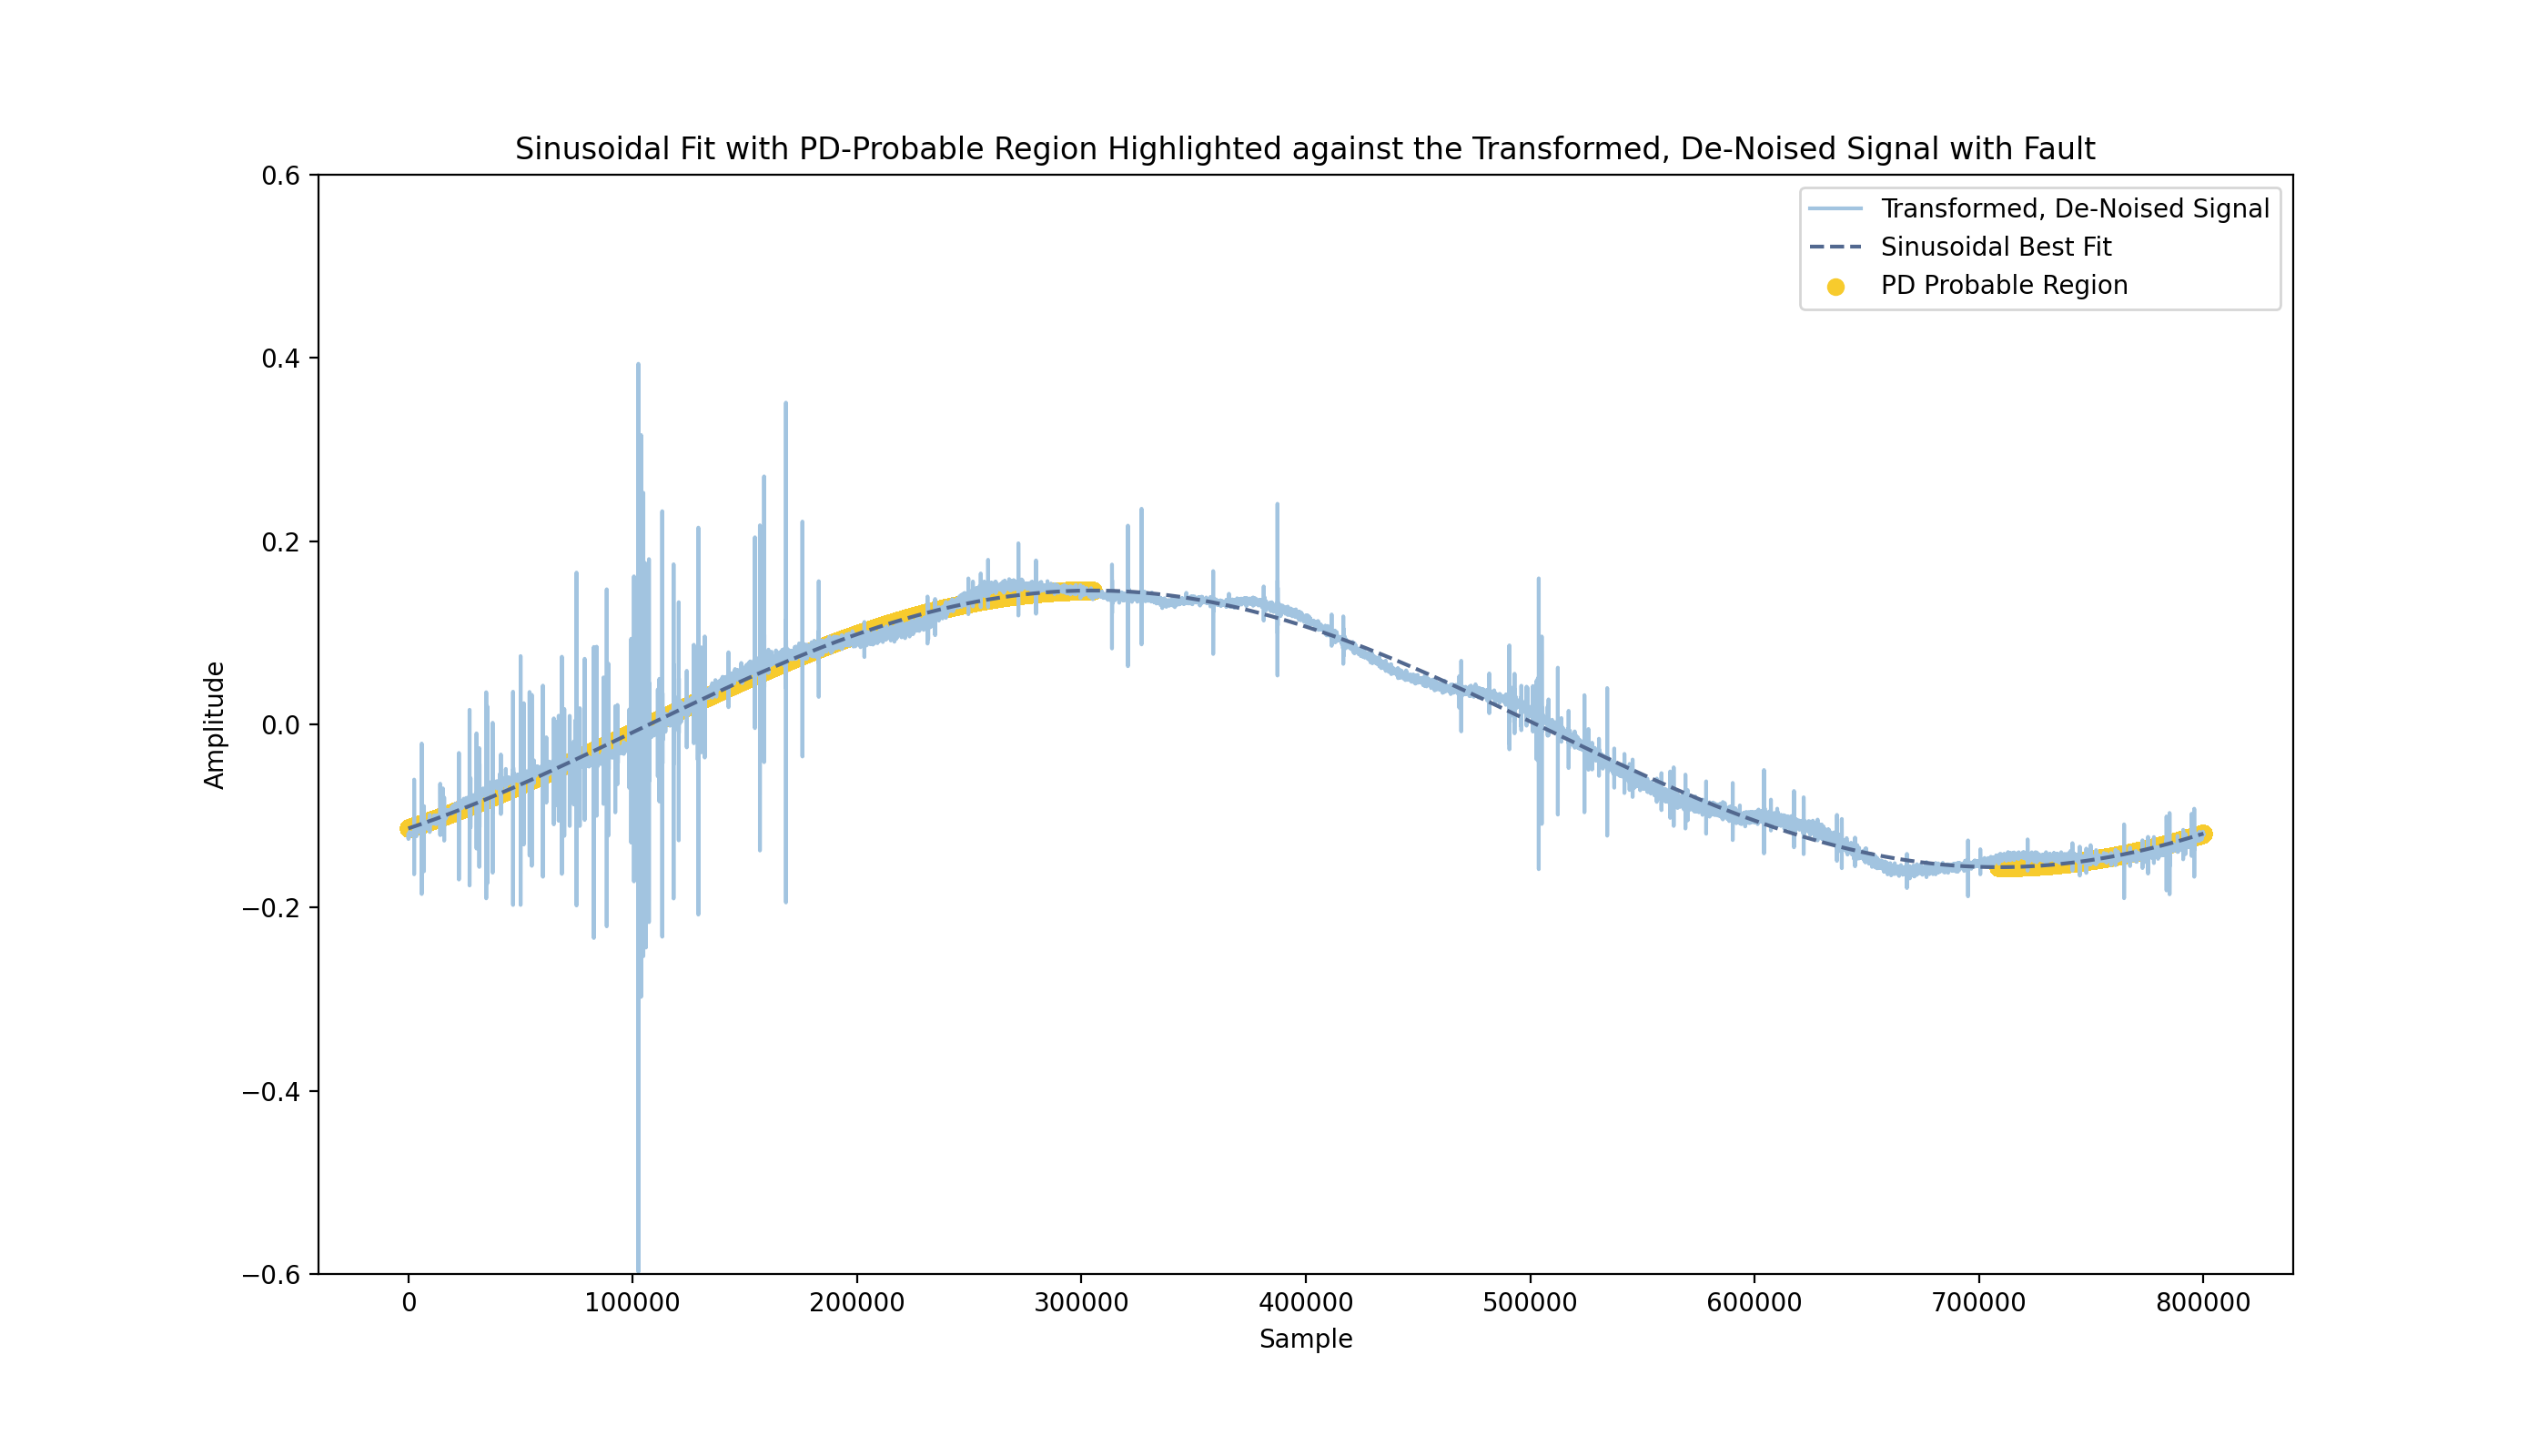 Sinusoidal Fit with PD-Probable Region Highlighted against the Transformed, De-Noised Signal with Fault
Transformed, De-Noised Signal
Sinusoidal Best Fit
PD Probable Region
Amplitude
0.6
0.4
0.2
0.0
−0.2
−0.4
−0.6
0 100000 200000 300000 400000 500000 600000 700000 800000
Sample